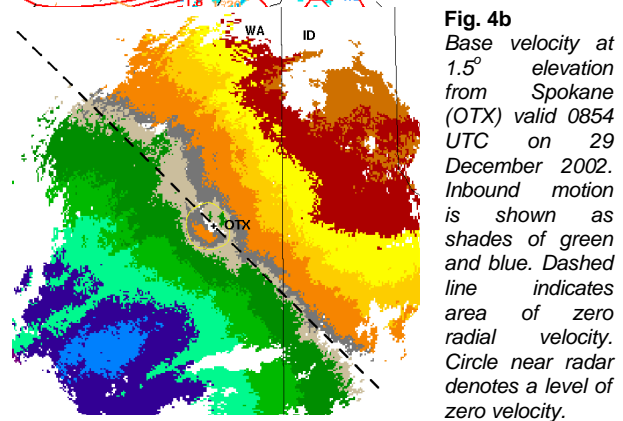 WA
ID
OTX
Fig. 4b
Base velocity at
1.5° elevation
from Spokane
(OTX) valid 0854
UTC on 29
December 2002.
Inbound motion
is shown as
shades of green
and blue. Dashed
line indicates
area of zero
radial velocity.
Circle near radar
denotes a level of
zero velocity.